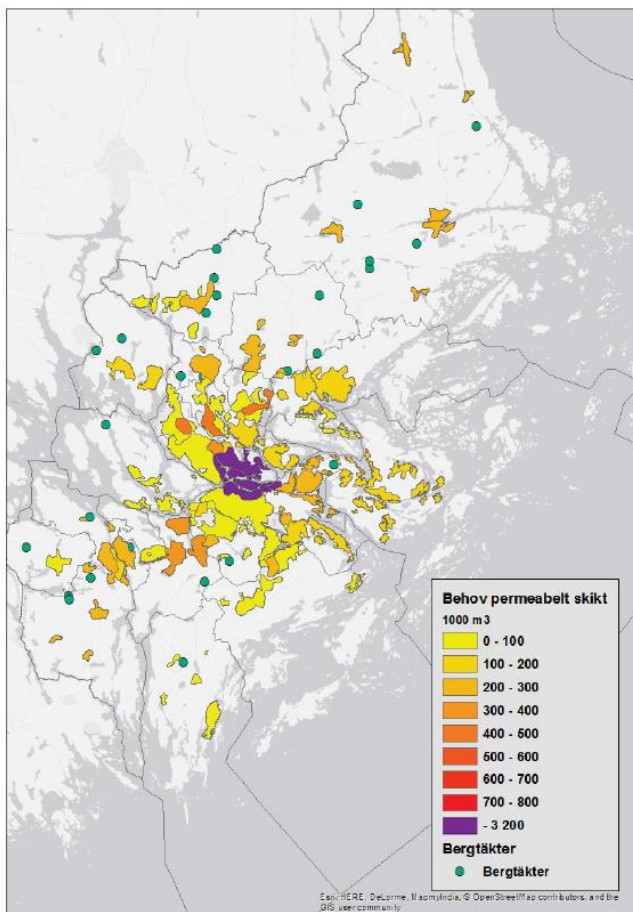 Behov permeabelt skikt
1000 m3
0 - 100
100 - 200
200 - 300
300 - 400
400 - 500
500 - 600
600 - 700
700 - 800
- 3 200
Bergtäkter
Bergtäkter
Esri, HERE, DeLorme, MapmyIndia, © OpenStreetMap contributors, and the
GIS user community